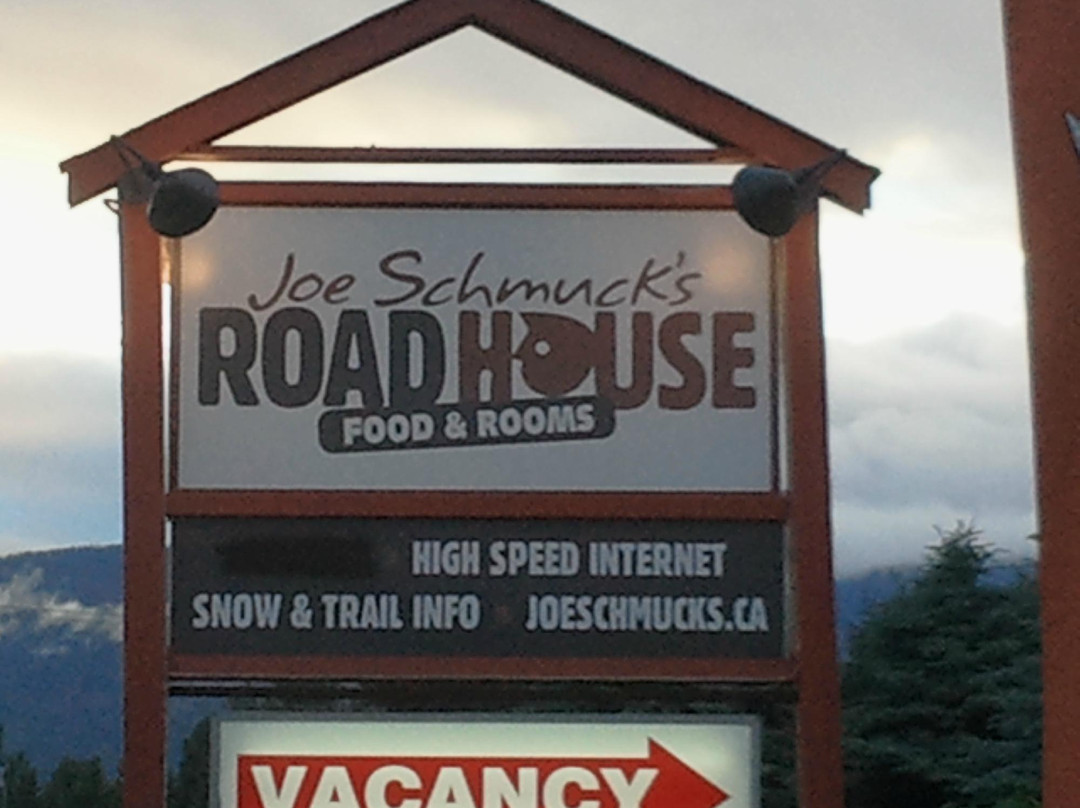 Joe Schmuck's
ROADHOUSE
FOOD & ROOMS
HIGH SPEED INTERNET
SNOW & TRAIL INFO JOESCHMUCKS.CA
VACANCY